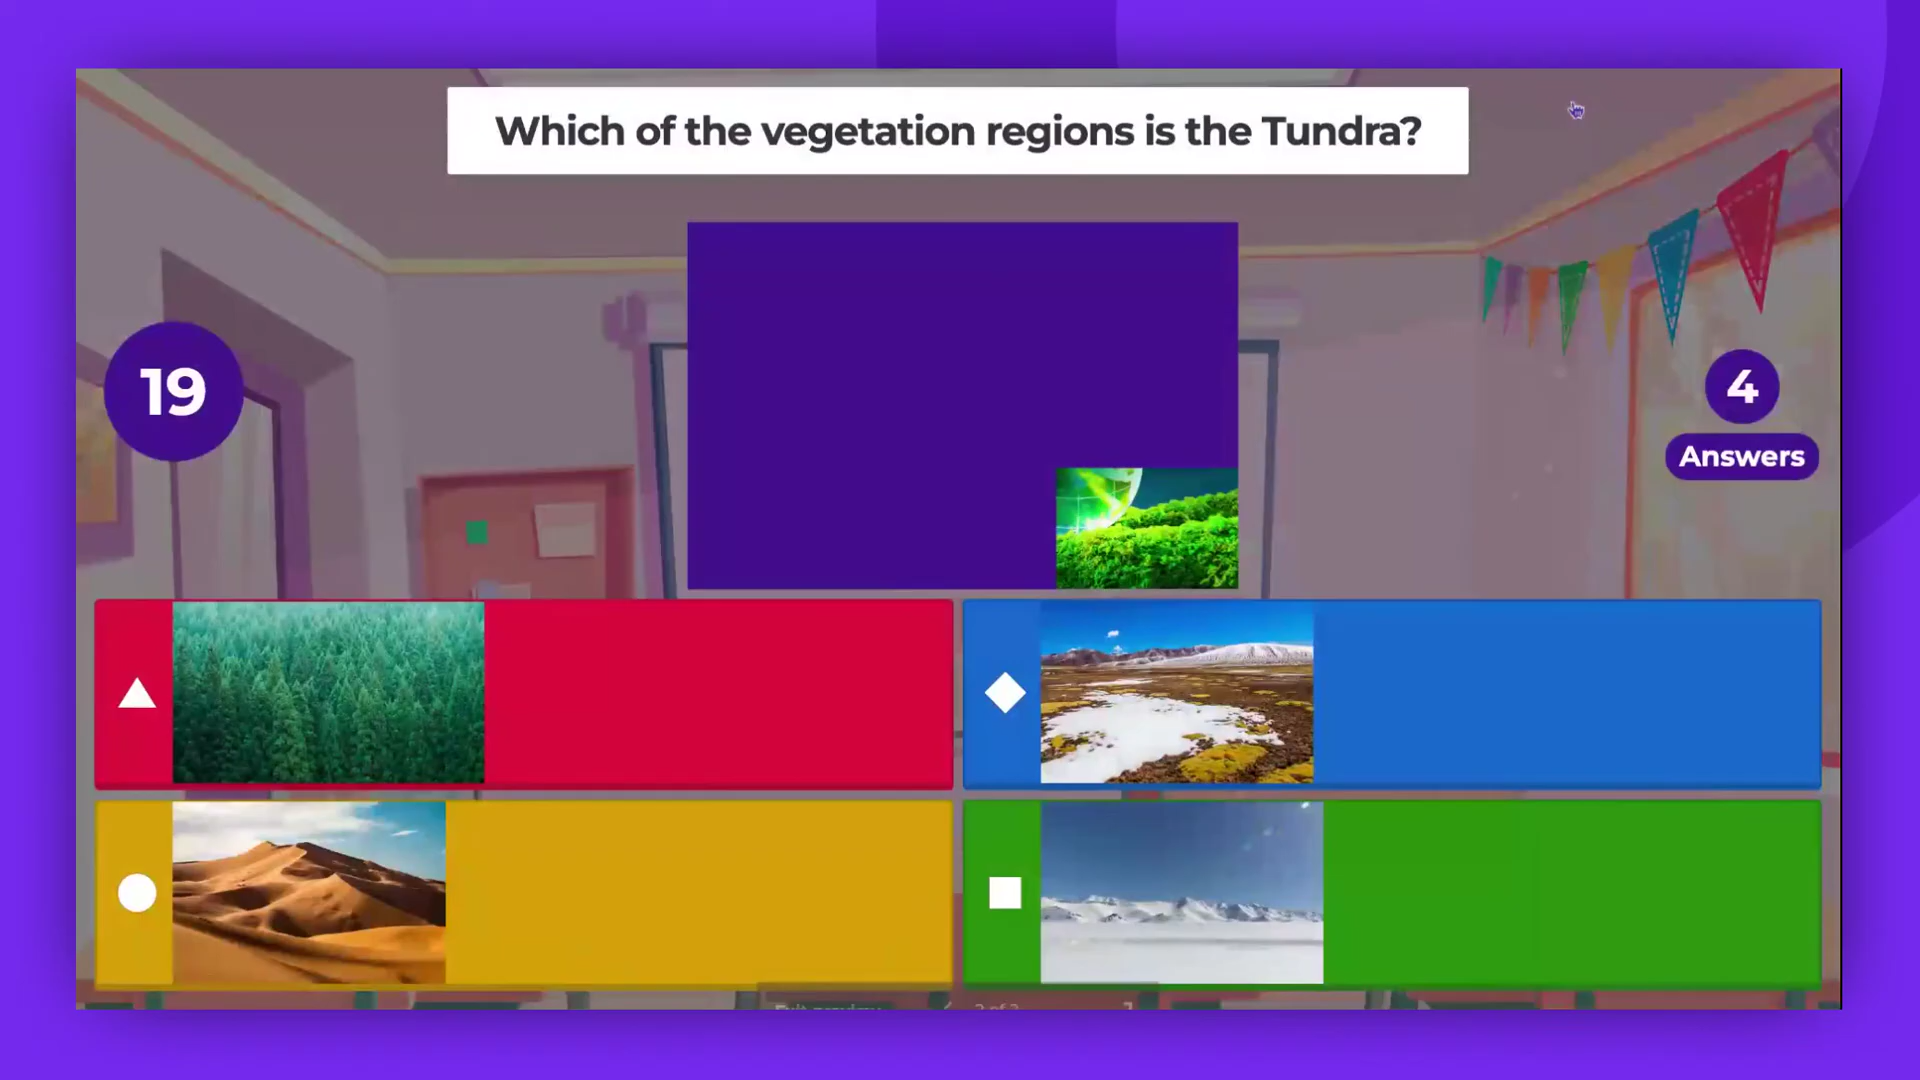 Which of the vegetation regions is the Tundra?
19
4
Answers